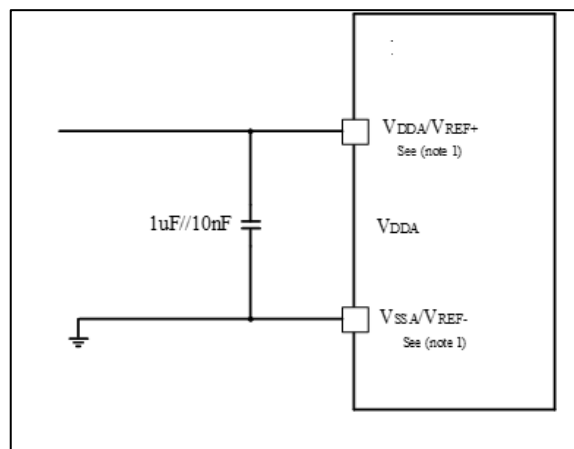 VDDA/VREF+
See (note 1)
1uF//10nF
VDDA
VSSA/VREF-
See (note 1)